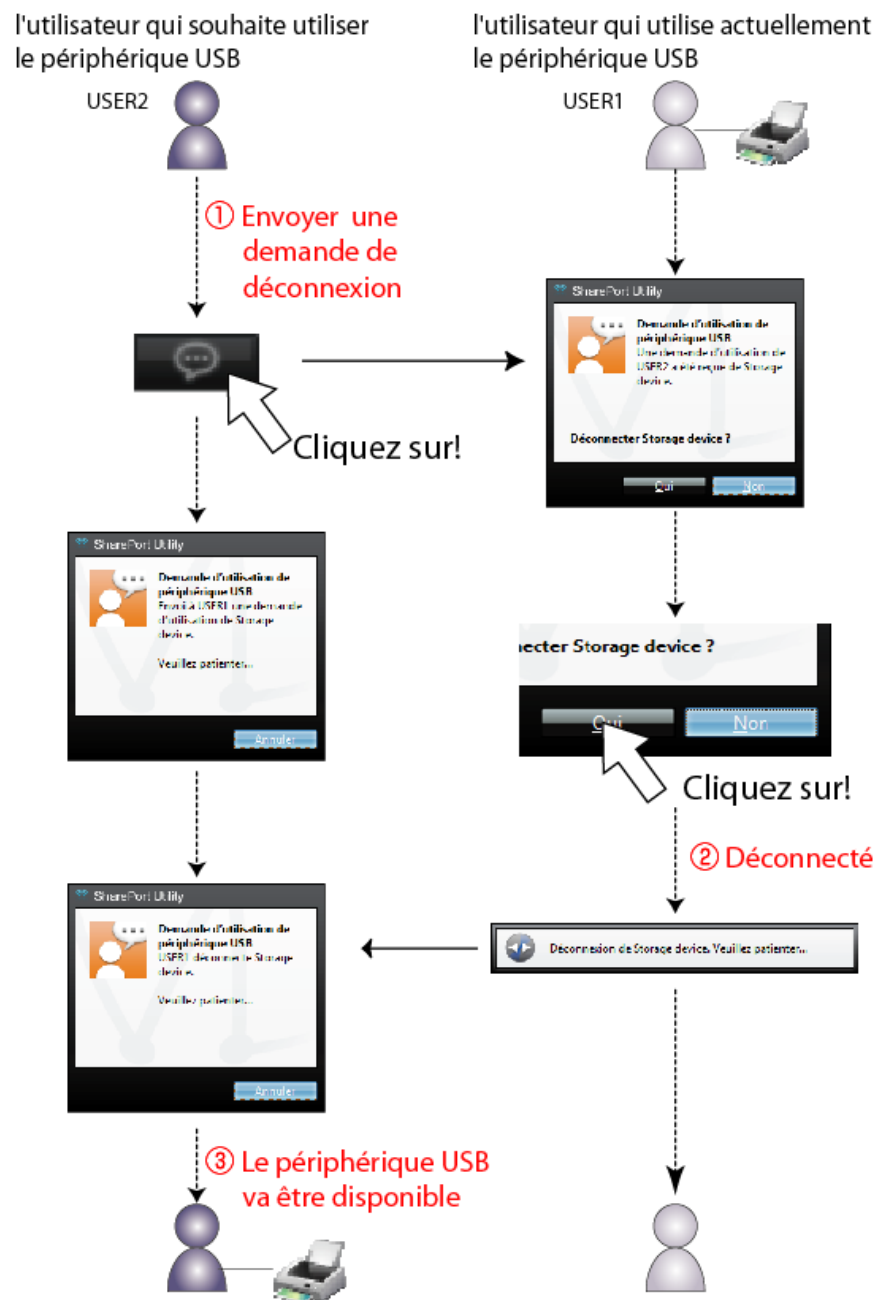 l'utilisateur qui souhaite utiliser
le périphérique USB
USER2
l'utilisateur qui utilise actuellement
le périphérique USB
USER1
① Envoyer une
demande de
déconnexion
Cliquez sur!
SharePort Utility
Demande d'utilisation de
périphérique USB
Une demande d'utilisation de
USER2 a été reçue de Storage
device.
Déconnecter Storage device ?
Oui
Non
SharePort Utility
Demande d'utilisation de
périphérique USB
Envoi à USER1 une demande
d'utilisation de Storage
device.
Veuillez patienter...
Annuler
necter Storage device ?
Oui
Non
Cliquez sur!
② Déconnecté
Déconnexion de Storage device. Veuillez patienter...
SharePort Utility
Demande d'utilisation de
périphérique USB
USER1 déconnecte Storage
device.
Veuillez patienter...
Annuler
③ Le périphérique USB
va être disponible